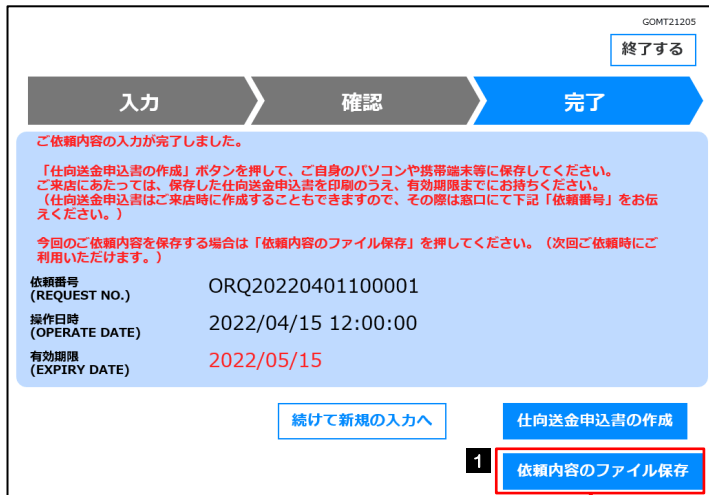 GOMT21205
終了する
入力
確認
完了
ご依頼内容の入力が完了しました。
「仕向送金申込書の作成」ボタンを押して、ご自身のパソコンや携帯端末等に保存してください。
ご来店にあたっては、保存した仕向送金申込書を印刷のうえ、有効期限までにお持ちください。
（仕向送金申込書はご来店時に作成することもできますので、その際は窓口にて下記「依頼番号」をお伝
えください。）
今回のご依頼内容を保存する場合は「依頼内容のファイル保存」を押してください。（次回ご依頼時にご
利用いただけます。）
依頼番号
(REQUEST NO.)
ORQ20220401100001
操作日時
(OPERATE DATE)
2022/04/15 12:00:00
有効期限
(EXPIRY DATE)
2022/05/15
続けて新規の入力へ
仕向送金申込書の作成
1
依頼内容のファイル保存